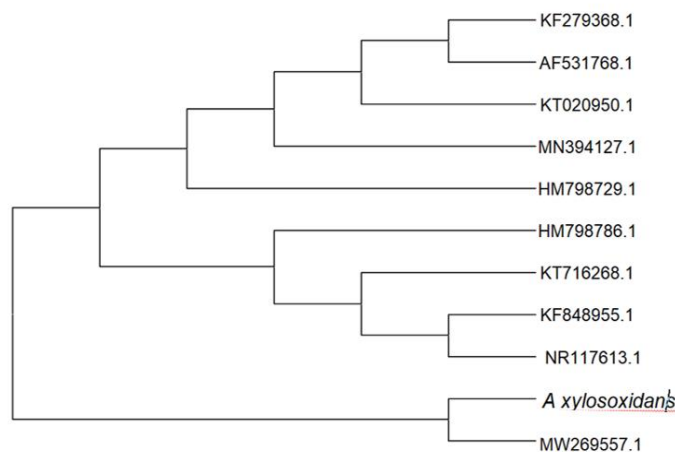 KF279368.1
AF531768.1
KT020950.1
MN394127.1
HM798729.1
HM798786.1
KT716268.1
KF848955.1
NR117613.1
A xylosoxidans
MW269557.1